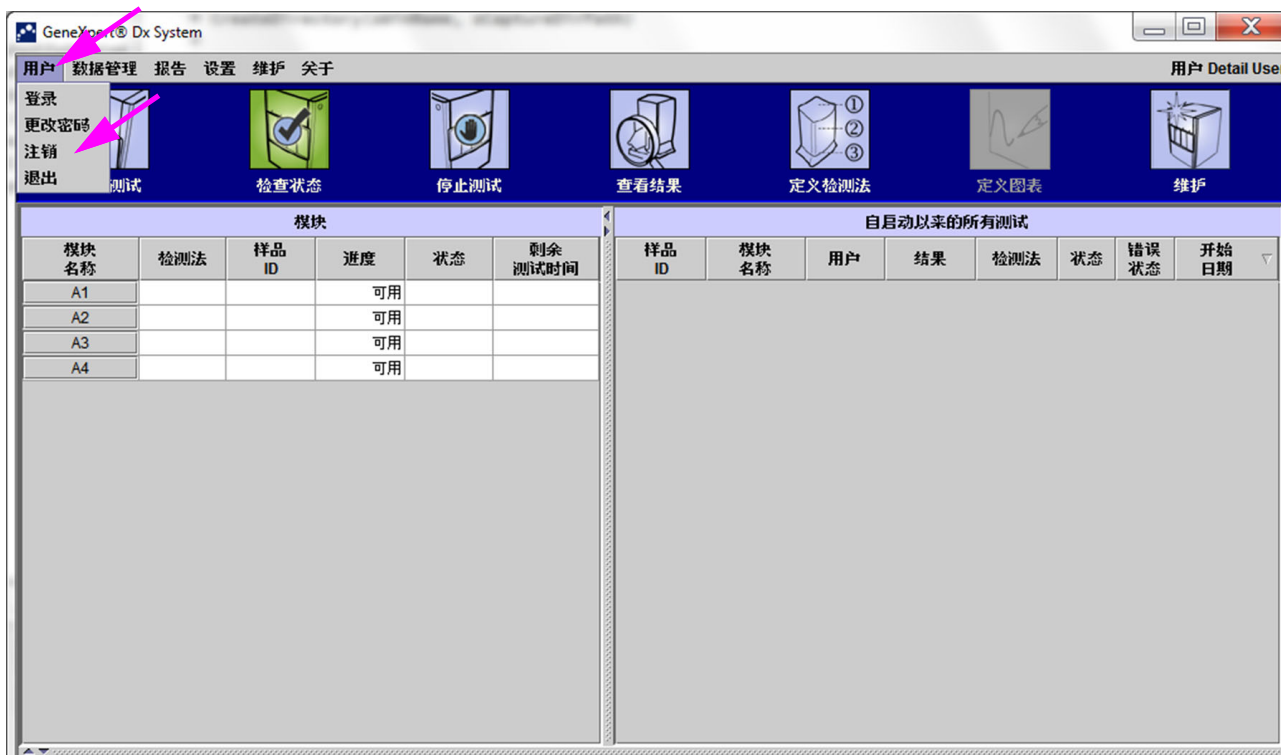 GeneXpert® Dx System
用户 数据管理 报告 设置 维护 关于
用户 Detail User
登录
更改密码
注销
退出
测试
检查状态
停止测试
查看结果
①
②
③
定义检测法
定义图表
维护
模块
自启动以来的所有测试
模块
名称
检测法
样品
ID
进度
状态
剩余
测试时间
样品
ID
模块
名称
用户
结果
检测法
状态
错误
状态
开始
日期
A1 可用
A2 可用
A3 可用
A4 可用